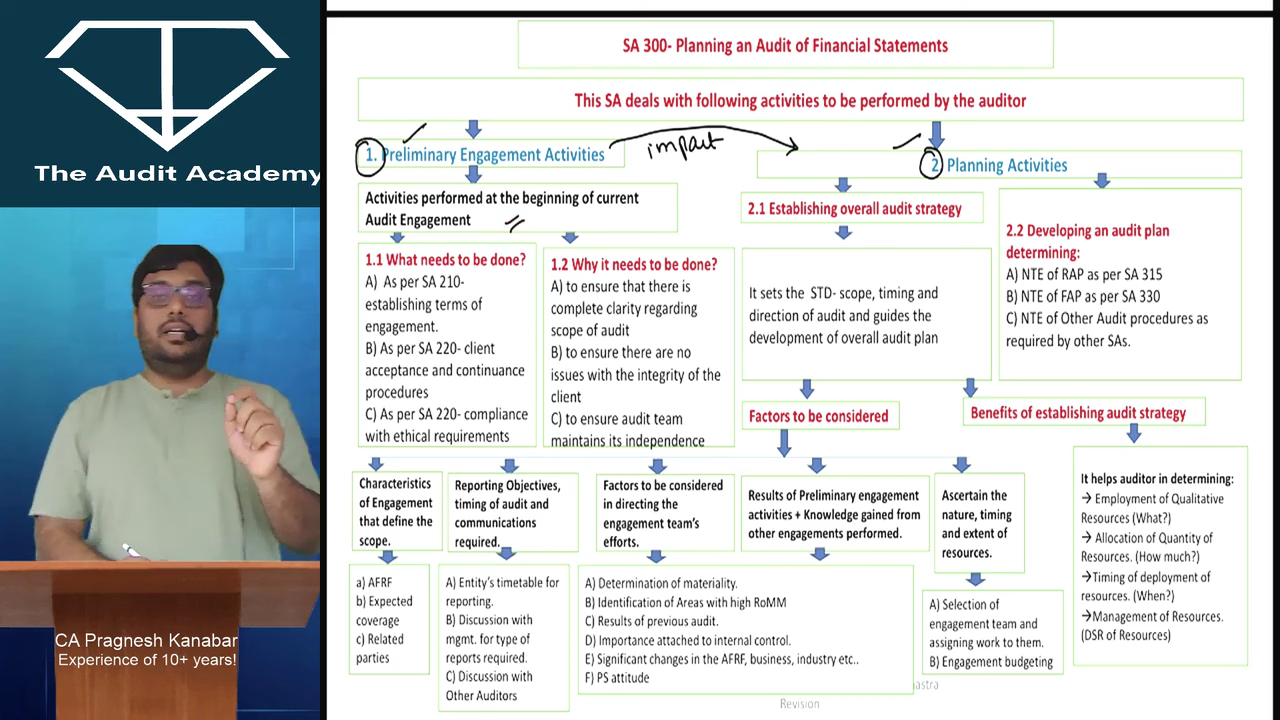 The Audit Academy
CA Pragnesh Kanabar
Experience of 10+ years!
SA 300- Planning an Audit of Financial Statements
This SA deals with following activities to be performed by the auditor
1. Preliminary Engagement Activities
impact
2 Planning Activities
Activities performed at the beginning of current
Audit Engagement
1.1 What needs to be done?
A) As per SA 210-
establishing terms of
engagement.
B) As per SA 220- client
acceptance and continuance
procedures
C) As per SA 220- compliance
with ethical requirements
1.2 Why it needs to be done?
A) to ensure that there is
complete clarity regarding
scope of audit
B) to ensure there are no
issues with the integrity of the
client
C) to ensure audit team
maintains its independence
2.1 Establishing overall audit strategy
It sets the STD- scope, timing and
direction of audit and guides the
development of overall audit plan
2.2 Developing an audit plan
determining:
A) NTE of RAP as per SA 315
B) NTE of FAP as per SA 330
C) NTE of Other Audit procedures as
required by other SAs.
Factors to be considered
Benefits of establishing audit strategy
Characteristics
of Engagement
that define the
scope.
Reporting Objectives,
timing of audit and
communications
required.
Factors to be considered
in directing the
engagement team's
efforts.
Results of Preliminary engagement
activities + Knowledge gained from
other engagements performed.
Ascertain the
nature, timing
and extent of
resources.
a) AFRF
b) Expected
coverage
c) Related
parties
A) Entity's timetable for
reporting.
B) Discussion with
mgmt. for type of
reports required.
C) Discussion with
Other Auditors
A) Determination of materiality.
B) Identification of Areas with high RoMM
C) Results of previous audit.
D) Importance attached to internal control.
E) Significant changes in the AFRF, business, industry etc..
F) PS attitude
A) Selection of
engagement team and
assigning work to them.
B) Engagement budgeting
It helps auditor in determining:
→ Employment of Qualitative
Resources (What?)
→ Allocation of Quantity of
Resources. (How much?)
→Timing of deployment of
resources. (When?)
→Management of Resources.
(DSR of Resources)
Revision